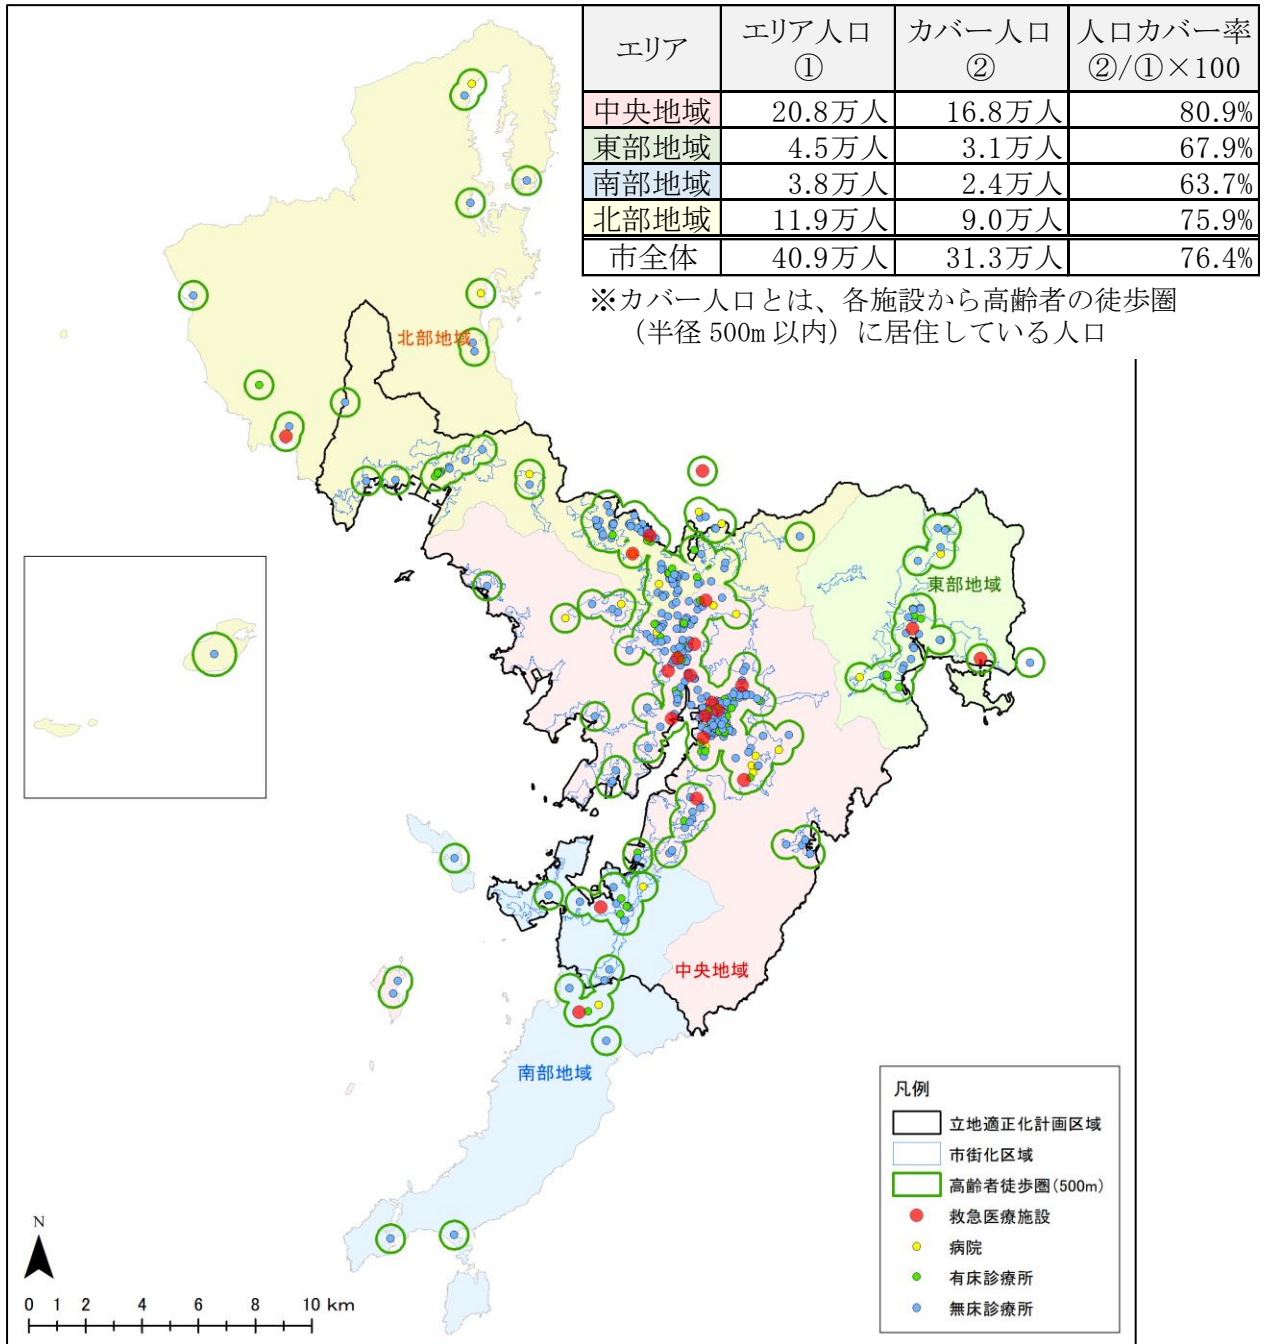 エリア エリア人口 ① カバー人口 ② 人口カバー率 ②/①×100
中央地域 20.8万人 16.8万人 80.9%
東部地域 4.5万人 3.1万人 67.9%
南部地域 3.8万人 2.4万人 63.7%
北部地域 11.9万人 9.0万人 75.9%
市全体 40.9万人 31.3万人 76.4%
※カバー人口とは、各施設から高齢者の徒歩圏
（半径 500m 以内）に居住している人口
北部地域
東部地域
中央地域
南部地域
凡例
立地適正化計画区域
市街化区域
高齢者徒歩圏(500m)
救急医療施設
病院
有床診療所
無床診療所
N
0 1 2 4 6 8 10 km